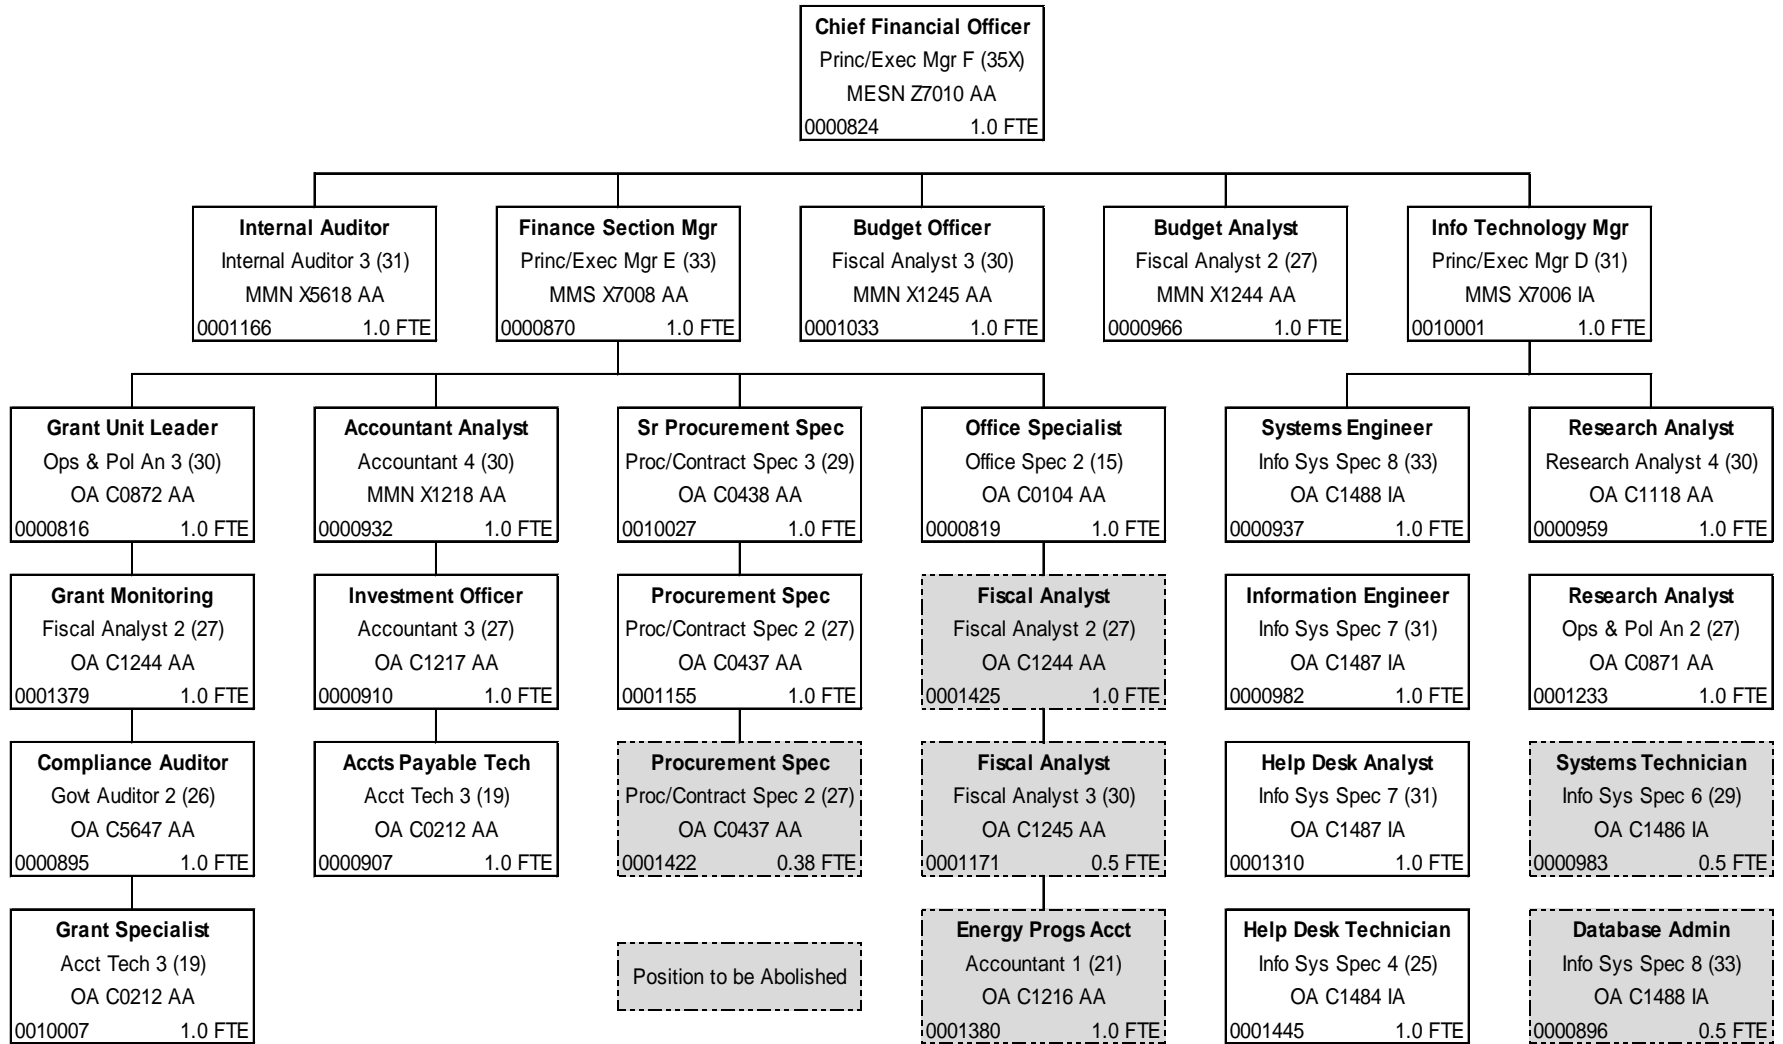 Chief Financial Officer
Princ/Exec Mgr F (35X)
MESN Z7010 AA
0000824 1.0 FTE
Internal Auditor
Internal Auditor 3 (31)
MMN X5618 AA
0001166 1.0 FTE
Finance Section Mgr
Princ/Exec Mgr E (33)
MMS X7008 AA
0000870 1.0 FTE
Budget Officer
Fiscal Analyst 3 (30)
MMN X1245 AA
0001033 1.0 FTE
Budget Analyst
Fiscal Analyst 2 (27)
MMN X1244 AA
0000966 1.0 FTE
Info Technology Mgr
Princ/Exec Mgr D (31)
MMS X7006 IA
0010001 1.0 FTE
Grant Unit Leader
Ops & Pol An 3 (30)
OA C0872 AA
0000816 1.0 FTE
Accountant Analyst
Accountant 4 (30)
MMN X1218 AA
0000932 1.0 FTE
Sr Procurement Spec
Proc/Contract Spec 3 (29)
OA C0438 AA
0010027 1.0 FTE
Office Specialist
Office Spec 2 (15)
OA C0104 AA
0000819 1.0 FTE
Systems Engineer
Info Sys Spec 8 (33)
OA C1488 IA
0000937 1.0 FTE
Research Analyst
Research Analyst 4 (30)
OA C1118 AA
0000959 1.0 FTE
Grant Monitoring
Fiscal Analyst 2 (27)
OA C1244 AA
0001379 1.0 FTE
Investment Officer
Accountant 3 (27)
OA C1217 AA
0000910 1.0 FTE
Procurement Spec
Proc/Contract Spec 2 (27)
OA C0437 AA
0001155 1.0 FTE
Fiscal Analyst
Fiscal Analyst 2 (27)
OA C1244 AA
0001425 1.0 FTE
Information Engineer
Info Sys Spec 7 (31)
OA C1487 IA
0000982 1.0 FTE
Research Analyst
Ops & Pol An 2 (27)
OA C0871 AA
0001233 1.0 FTE
Compliance Auditor
Govt Auditor 2 (26)
OA C5647 AA
0000895 1.0 FTE
Accts Payable Tech
Acct Tech 3 (19)
OA C0212 AA
0000907 1.0 FTE
Procurement Spec
Proc/Contract Spec 2 (27)
OA C0437 AA
0001422 0.38 FTE
Fiscal Analyst
Fiscal Analyst 3 (30)
OA C1245 AA
0001171 0.5 FTE
Help Desk Analyst
Info Sys Spec 7 (31)
OA C1487 IA
0001310 1.0 FTE
Systems Technician
Info Sys Spec 6 (29)
OA C1486 IA
0000983 0.5 FTE
Grant Specialist
Acct Tech 3 (19)
OA C0212 AA
0010007 1.0 FTE
Position to be Abolished
Energy Progs Acct
Accountant 1 (21)
OA C1216 AA
0001380 1.0 FTE
Help Desk Technician
Info Sys Spec 4 (25)
OA C1484 IA
0001445 1.0 FTE
Database Admin
Info Sys Spec 8 (33)
OA C1488 IA
0000896 0.5 FTE